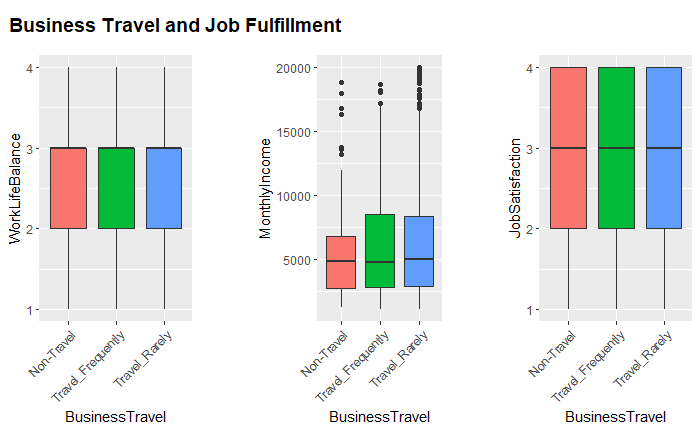 Business Travel and Job Fulfillment
WorkLifeBalance
4
3
2
1
Non-Travel
Travel_Frequently
Travel_Rarely
BusinessTravel
MonthlyIncome
20000
15000
10000
5000
Non-Travel
Travel_Frequently
Travel_Rarely
BusinessTravel
JobSatisfaction
4
3
2
1
Non-Travel
Travel_Frequently
Travel_Rarely
BusinessTravel